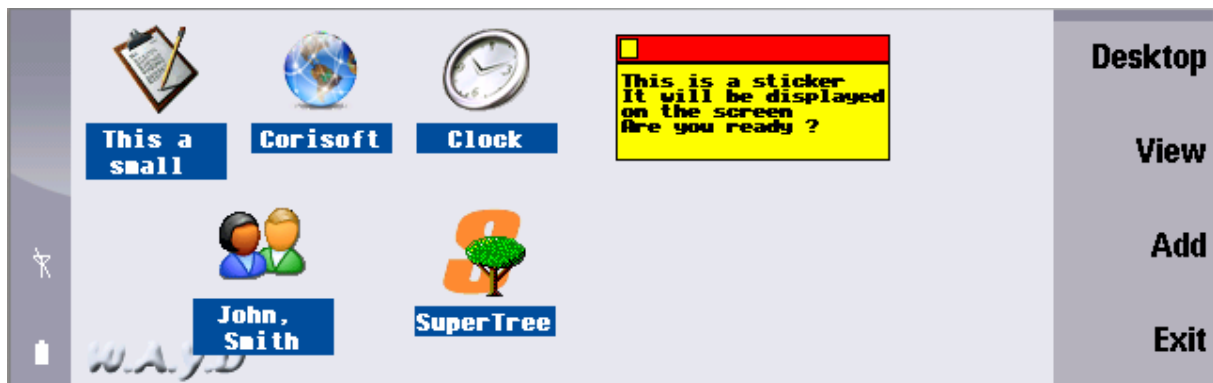 This a
small
Corisoft
Clock
This is a sticker
It will be displayed
on the screen
Are you ready ?
John,
Smith
SuperTree
W.A.Y.D
Desktop
View
Add
Exit